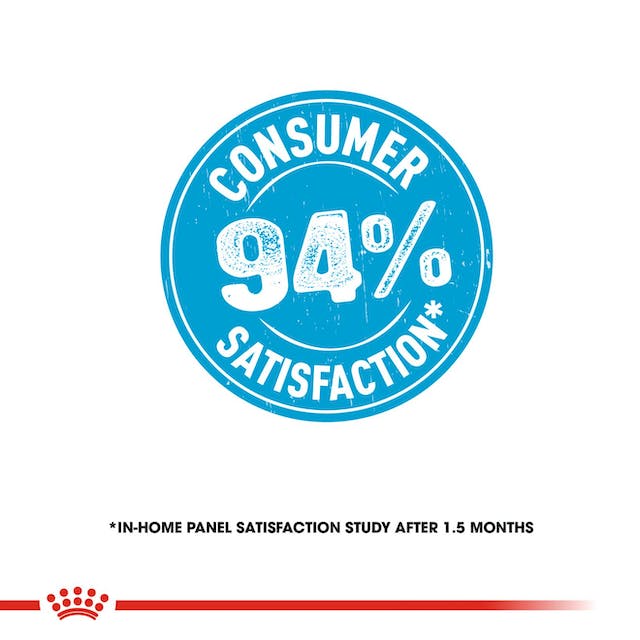 CONSUMER
94%
SATISFACTION*
*IN-HOME PANEL SATISFACTION STUDY AFTER 1.5 MONTHS